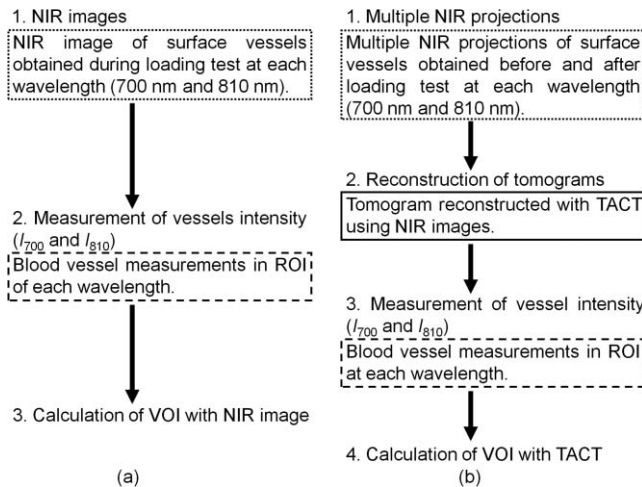 1. NIR images
NIR image of surface vessels
obtained during loading test at each
wavelength (700 nm and 810 nm).
2. Measurement of vessels intensity
(I700 and I810)
Blood vessel measurements in ROI
of each wavelength.
3. Calculation of VOI with NIR image
(a)
1. Multiple NIR projections
Multiple NIR projections of surface
vessels obtained before and after
loading test at each wavelength
(700 nm and 810 nm).
2. Reconstruction of tomograms
Tomogram reconstructed with TACT
using NIR images.
3. Measurement of vessel intensity
(I700 and I810)
Blood vessel measurements in ROI
at each wavelength.
4. Calculation of VOI with TACT
(b)